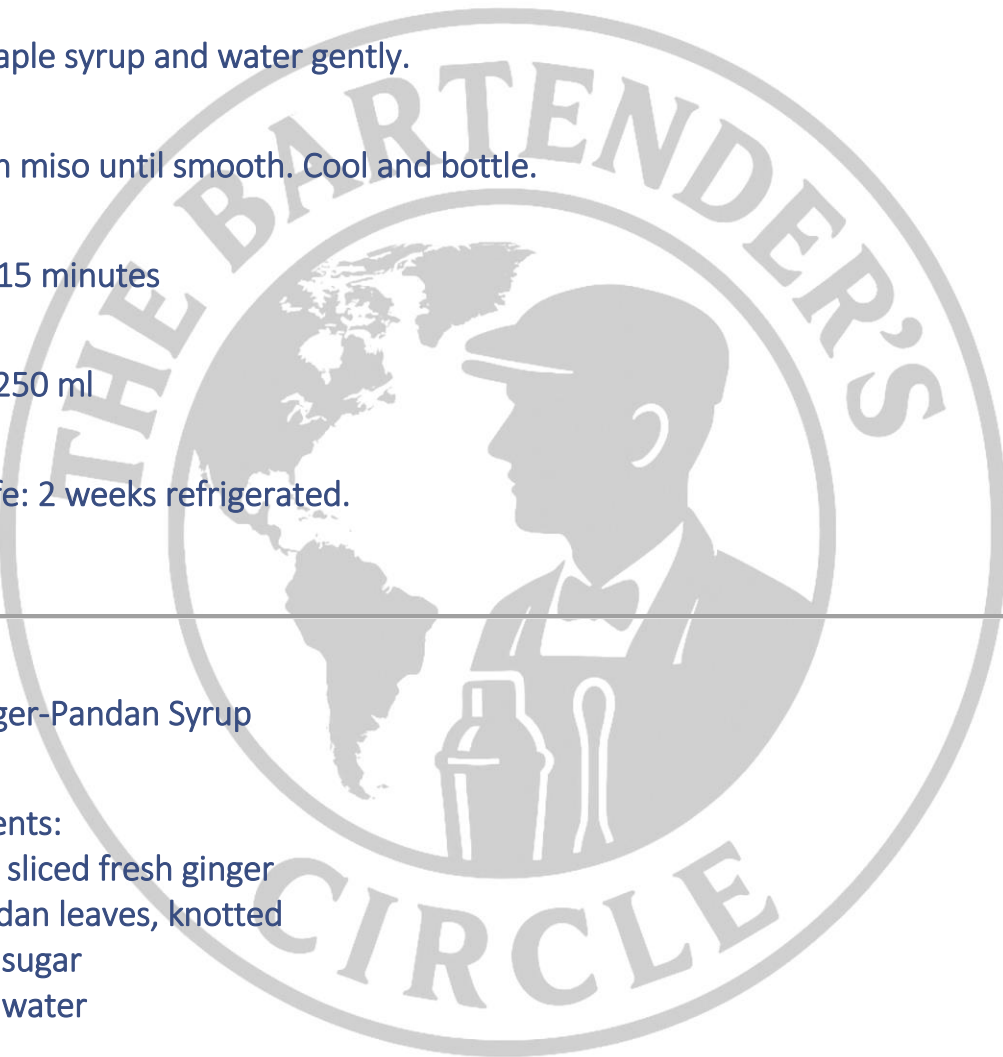 aple syrup and water gently.
n miso until smooth. Cool and bottle.
15 minutes
250 ml
fe: 2 weeks refrigerated.
ger-Pandan Syrup
ents:
sliced fresh ginger
dan leaves, knotted
sugar
water
THE BARTENDER'S
CIRCLE